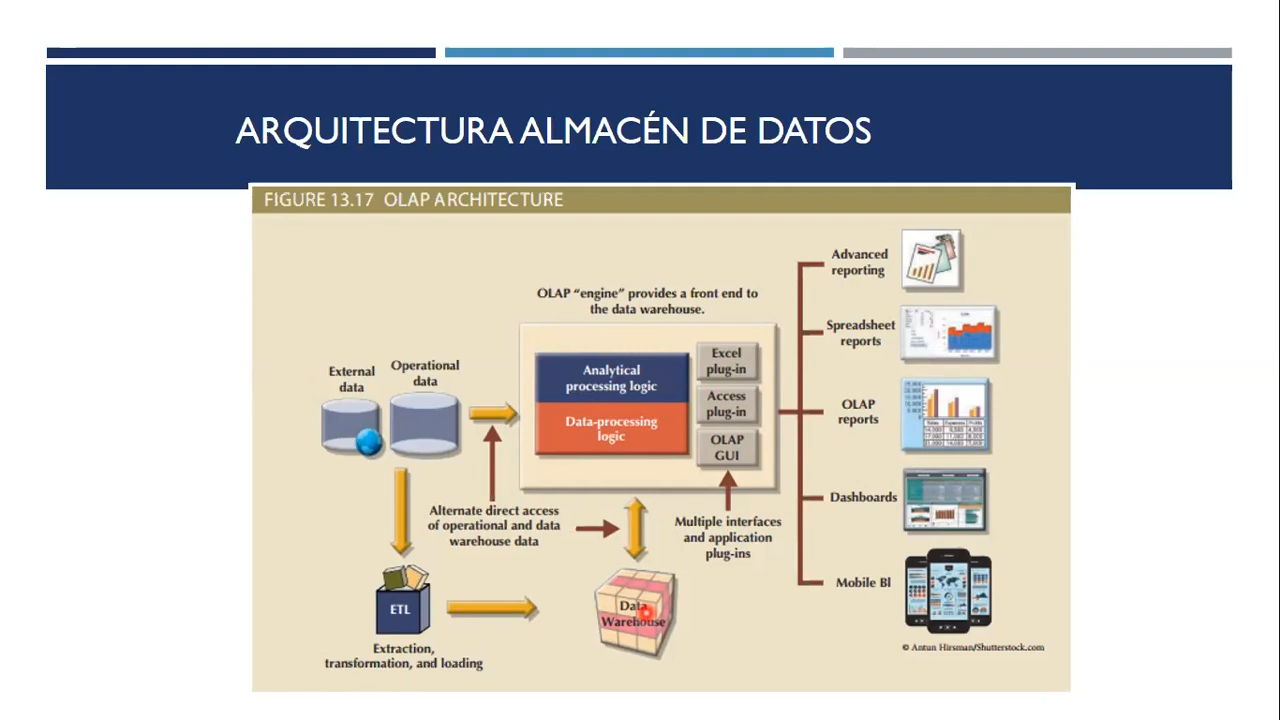 ARQUITECTURA ALMACÉN DE DATOS
FIGURE 13.17 OLAP ARCHITECTURE
OLAP “engine” provides a front end to
the data warehouse.
External
data
Operational
data
Analytical
processing logic
Data-processing
logic
Excel
plug-in
Access
plug-in
OLAP
GUI
Alternate direct access
of operational and data
warehouse data
Multiple interfaces
and application
plug-ins
ETL
Extraction,
transformation, and loading
Data
Warehouse
Advanced
reporting
Spreadsheet
reports
OLAP
reports
Dashboards
Mobile BI
© Antun Hirsman/Shutterstock.com